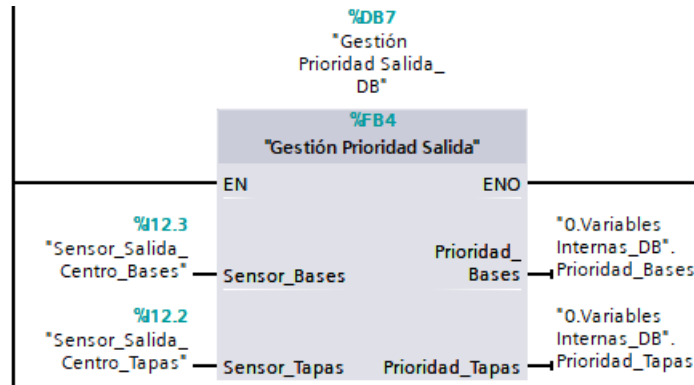 %DB7
"Gestión
Prioridad Salida_
DB"
%FB4
"Gestión Prioridad Salida"
EN
ENO
%I12.3
"Sensor_Salida_
Centro_Bases"
Sensor_Bases
Prioridad_
Bases
"0.Variables
Internas_DB".
Prioridad_Bases
%I12.2
"Sensor_Salida_
Centro_Tapas"
Sensor_Tapas
Prioridad_Tapas
"0.Variables
Internas_DB".
Prioridad_Tapas